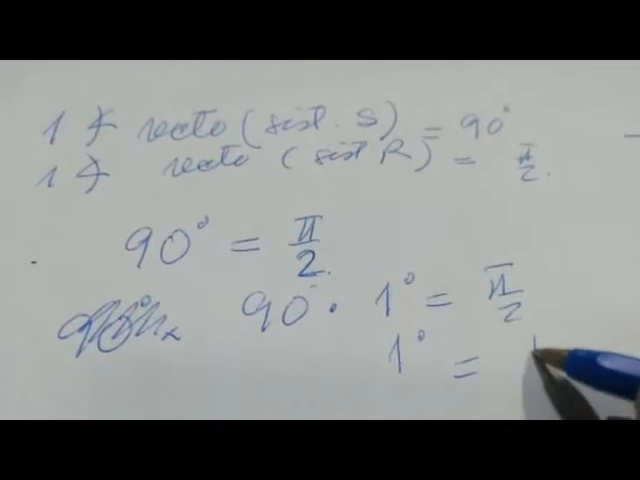 1 ∡ recto (sist. S) = 90°
1 ∡ recto (sist R) = π/2.
90° = π/2.
90 · 1° = π/2
1° =